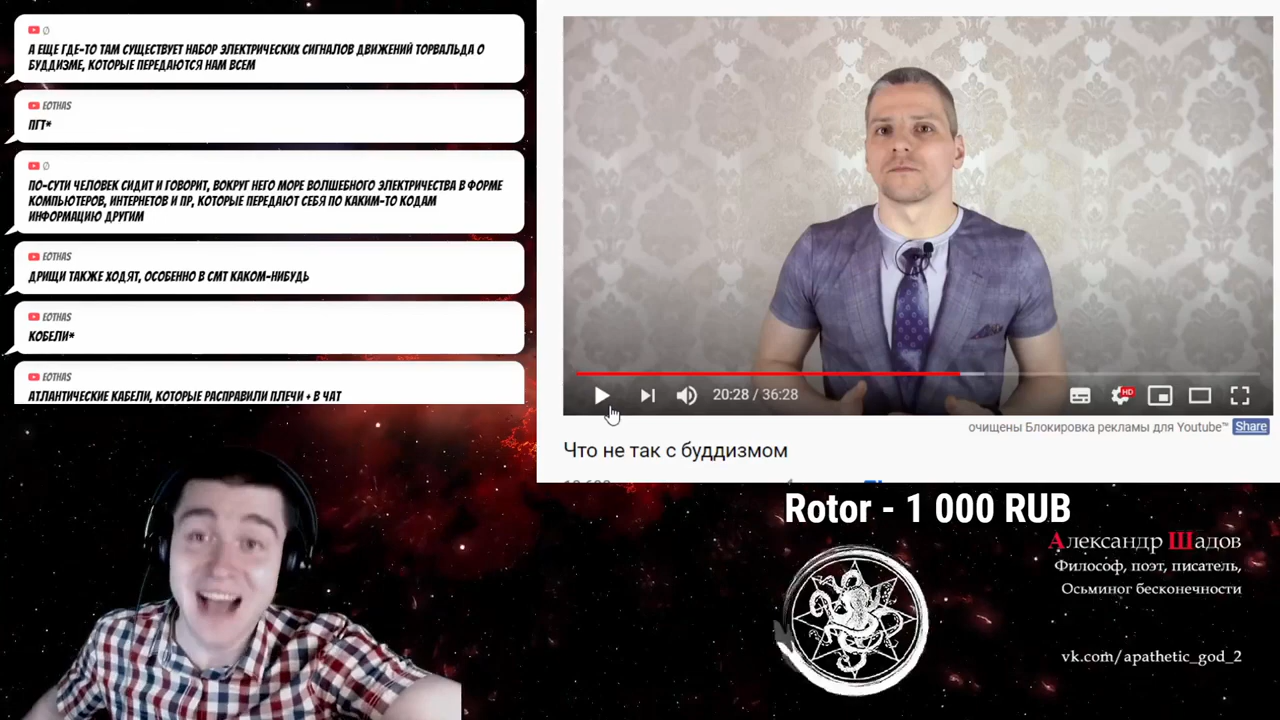 Ø
А ЕЩЕ ГДЕ-ТО ТАМ СУЩЕСТВУЕТ НАБОР ЭЛЕКТРИЧЕСКИХ СИГНАЛОВ ДВИЖЕНИЙ ТОРВАЛЬДА О
БУДДИЗМЕ, КОТОРЫЕ ПЕРЕДАЮТСЯ НАМ ВСЕМ
EOTHAS
ПГТ*
Ø
ПО-СУТИ ЧЕЛОВЕК СИДИТ И ГОВОРИТ, ВОКРУГ НЕГО МОРЕ ВОЛШЕБНОГО ЭЛЕКТРИЧЕСТВА В ФОРМЕ
КОМПЬЮТЕРОВ, ИНТЕРНЕТОВ И ПР, КОТОРЫЕ ПЕРЕДАЮТ СЕБЯ ПО КАКИМ-ТО КОДАМ
ИНФОРМАЦИЮ ДРУГИМ
EOTHAS
ДРИЩИ ТАКЖЕ ХОДЯТ, ОСОБЕННО В СМТ КАКОМ-НИБУДЬ
EOTHAS
КОБЕЛИ*
EOTHAS
АТЛАНТИЧЕСКИЕ КАБЕЛИ, КОТОРЫЕ РАСПРАВИЛИ ПЛЕЧИ + В ЧАТ
20:28 / 36:28
HD
очищены Блокировка рекламы для Youtube™ Share
Что не так с буддизмом
Rotor - 1 000 RUB
Александр Шадов
Философ, поэт, писатель,
Осьминог бесконечности
vk.com/apathetic_god_2